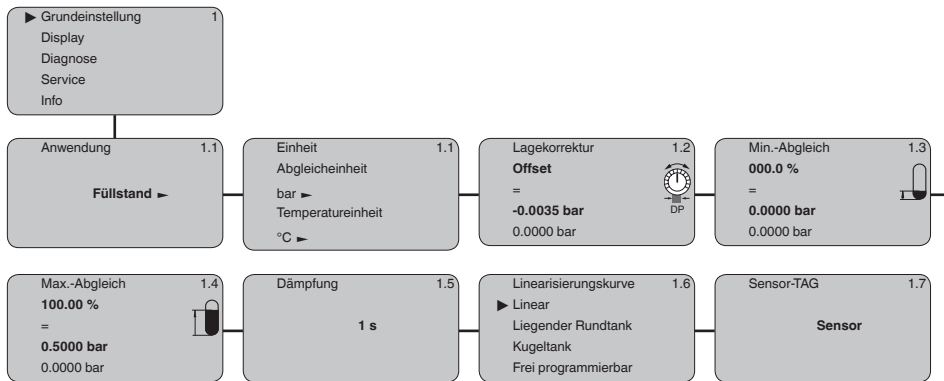 Grundeinstellung 1
Display
Diagnose
Service
Info
Anwendung 1.1
Füllstand
Einheit 1.1
Abgleicheinheit
bar
Temperatureinheit
°C
Lagekorrektur 1.2
Offset
=
-0.0035 bar
0.0000 bar
DP
Min.-Abgleich 1.3
000.0 %
=
0.0000 bar
0.0000 bar
Max.-Abgleich 1.4
100.00 %
=
0.5000 bar
0.0000 bar
Dämpfung 1.5
1 s
Linearisierungskurve 1.6
Linear
Liegender Rundtank
Kugeltank
Frei programmierbar
Sensor-TAG 1.7
Sensor